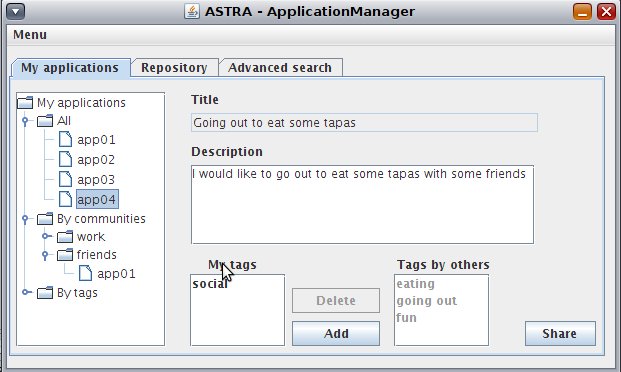 ASTRA - ApplicationManager
Menu
My applications
Repository
Advanced search
My applications
All
app01
app02
app03
app04
By communities
work
friends
app01
By tags
Title
Going out to eat some tapas
Description
I would like to go out to eat some tapas with some friends
My tags
social
Delete
Add
Tags by others
eating
going out
fun
Share